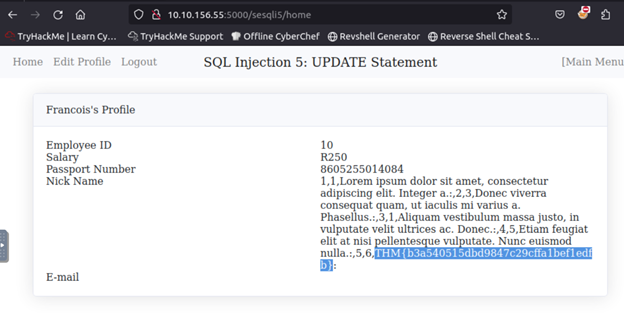 10.10.156.55:5000/sesqli5/home
TryHackMe | Learn Cy… TryHackMe Support Offline CyberChef Revshell Generator Reverse Shell Cheat S…
Home Edit Profile Logout SQL Injection 5: UPDATE Statement [Main Menu
Francois's Profile
Employee ID 10
Salary R250
Passport Number 8605255014084
Nick Name 1,1,Lorem ipsum dolor sit amet, consectetur
adipiscing elit. Integer a.:,2,3,Donec viverra
consequat quam, ut iaculis mi varius a.
Phasellus.:,3,1,Aliquam vestibulum massa justo, in
vulputate velit ultrices ac. Donec.:,4,5,Etiam feugiat
elit at nisi pellentesque vulputate. Nunc euismod
nulla.:,5,6,THM{b3a540515dbd9847c29cffa1bef1edf
b}:
E-mail